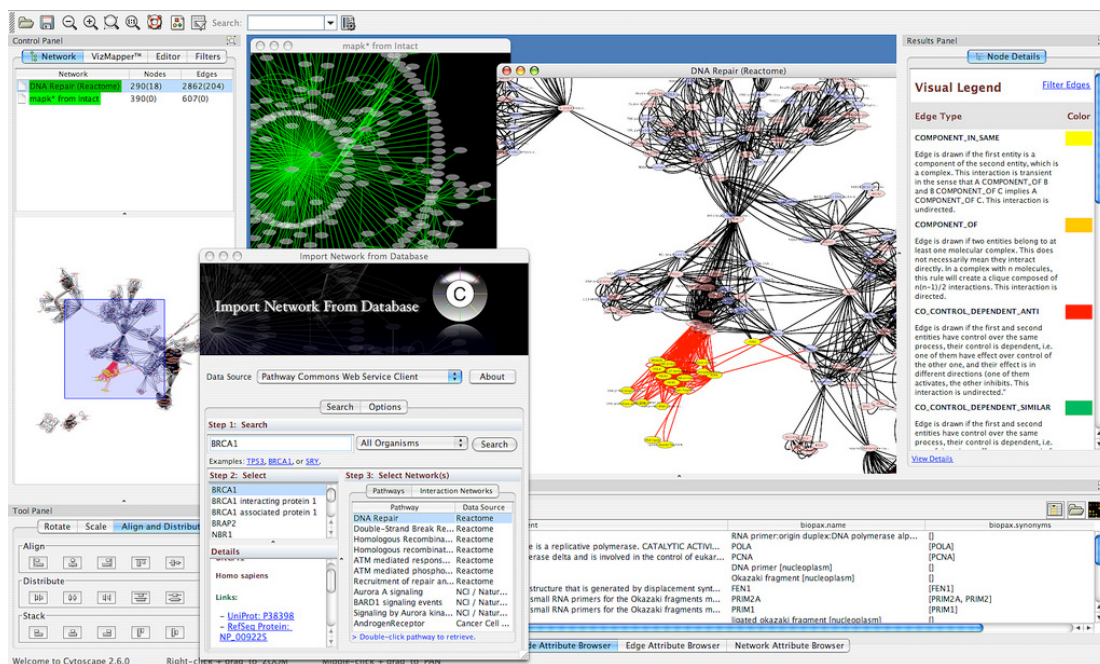 Search:
Control Panel
Network VizMapper™ Editor Filters
Network Nodes Edges
DNA Repair (Reactome) 290(18) 2862(204)
mapk* from intact 390(0) 607(0)
mapk* from Intact
DNA Repair (Reactome)
Results Panel
Node Details
Visual Legend Filter Edges
Edge Type Color
COMPONENT_IN_SAME
Edge is drawn if the first entity is a
component of the second entity, which is
a complex. This interaction is transient
in the sense that A COMPONENT_OF B
and B COMPONENT_OF C implies A
COMPONENT_OF C. This interaction is
undirected.
COMPONENT_OF
Edge is drawn if two entities belong to at
least one molecular complex. This does
not necessarily mean they interact
directly. In a complex with n molecules,
this rule will create a clique composed of
n(n-1)/2 interactions. This interaction is
directed.
CO_CONTROL_DEPENDENT_ANTI
Edge is drawn if the first and second
entities have control over the same
process, their control is dependent, i.e.
one of them have effect over control of
the other one, and their effect is in
different directions (one of them
activates, the other inhibits. This
interaction is undirected."
CO_CONTROL_DEPENDENT_SIMILAR
Edge is drawn if the first and second
entities have control over the same
process, their control is dependent, i.e.
View Details
Import Network from Database
Import Network From Database
C
Data Source Pathway Commons Web Service Client About
Search Options
Step 1: Search
BRCA1 All Organisms Search
Examples: TP53, BRCA1, or SRY.
Step 2: Select
BRCA1
BRCA1 interacting protein 1
BRCA1 associated protein 1
BRAP2
NBR1
Details
Homo sapiens
Links:
- UniProt: P38398
- RefSeq Protein:
NP_009225
Step 3: Select Network(s)
Pathways Interaction Networks
Pathway Data Source
DNA Repair Reactome
Double-Strand Break Re... Reactome
Homologous Recombina... Reactome
Homologous recombinat... Reactome
ATM mediated respons... Reactome
ATM mediated phospho... Reactome
Recruitment of repair an... Reactome
Aurora A signaling NCI / Natur...
BARD1 signaling events NCI / Natur...
Signaling by Aurora kina... NCI / Natur...
AndrogenReceptor Cancer Cell ...
> Double-click pathway to retrieve.
Tool Panel
Rotate Scale Align and Distribut
Align
Distribute
Stack
biopax.name biopax.synonyms
RNA primer:origin duplex:DNA polymerase alp... []
e is a replicative polymerase. CATALYTIC ACTIVI... POLA [POLA]
erase delta and is involved in the control of eukar... PCNA [PCNA]
DNA primer [nucleoplasm] []
Okazaki fragment [nucleoplasm] []
structure that is generated by displacement synt... FEN1 [FEN1]
small RNA primers for the Okazaki fragments m... PRIM2A [PRIM2A, PRIM2]
small RNA primers for the Okazaki fragments m... PRIM1 [PRIM1]
ligated okazaki fragment [nucleoplasm] []
Attribute Browser Edge Attribute Browser Network Attribute Browser
Welcome to Cytoscape 2.6.0 Right-click + drag to ZOOM Middle-click + drag to PAN